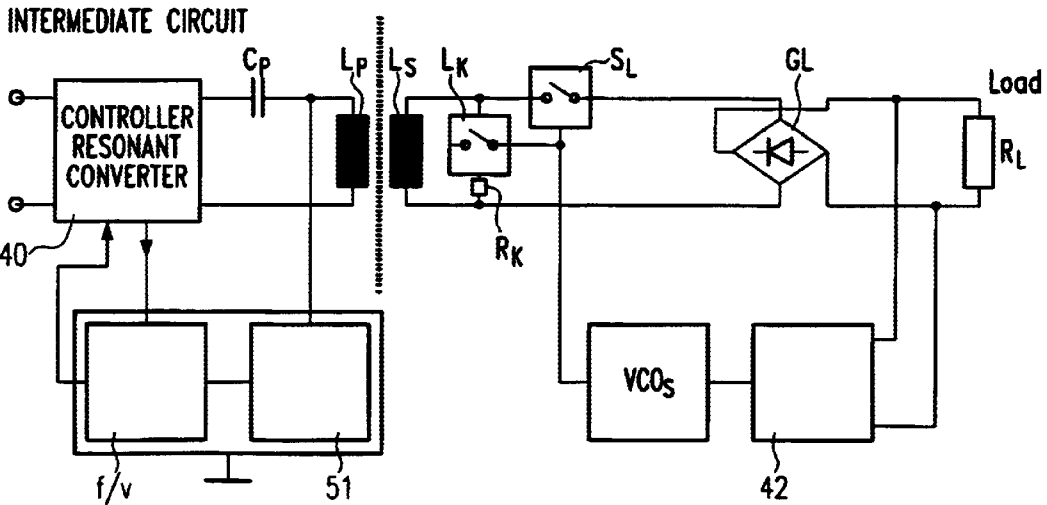 INTERMEDIATE CIRCUIT
CP
LP
LS
LK
SL
GL
Load
CONTROLLER
RESONANT
CONVERTER
RL
RK
40
VCOS
f/v
51
42